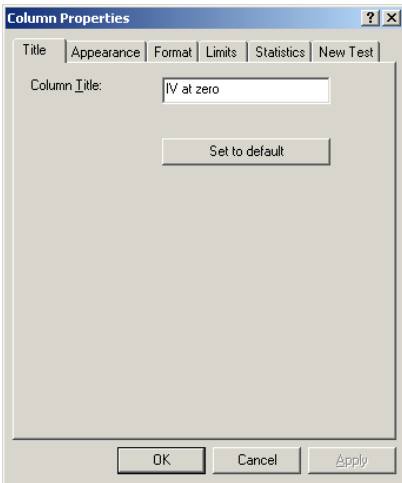 Column Properties
Title Appearance Format Limits Statistics New Test
Column Title: IV at zero
Set to default
OK Cancel Apply